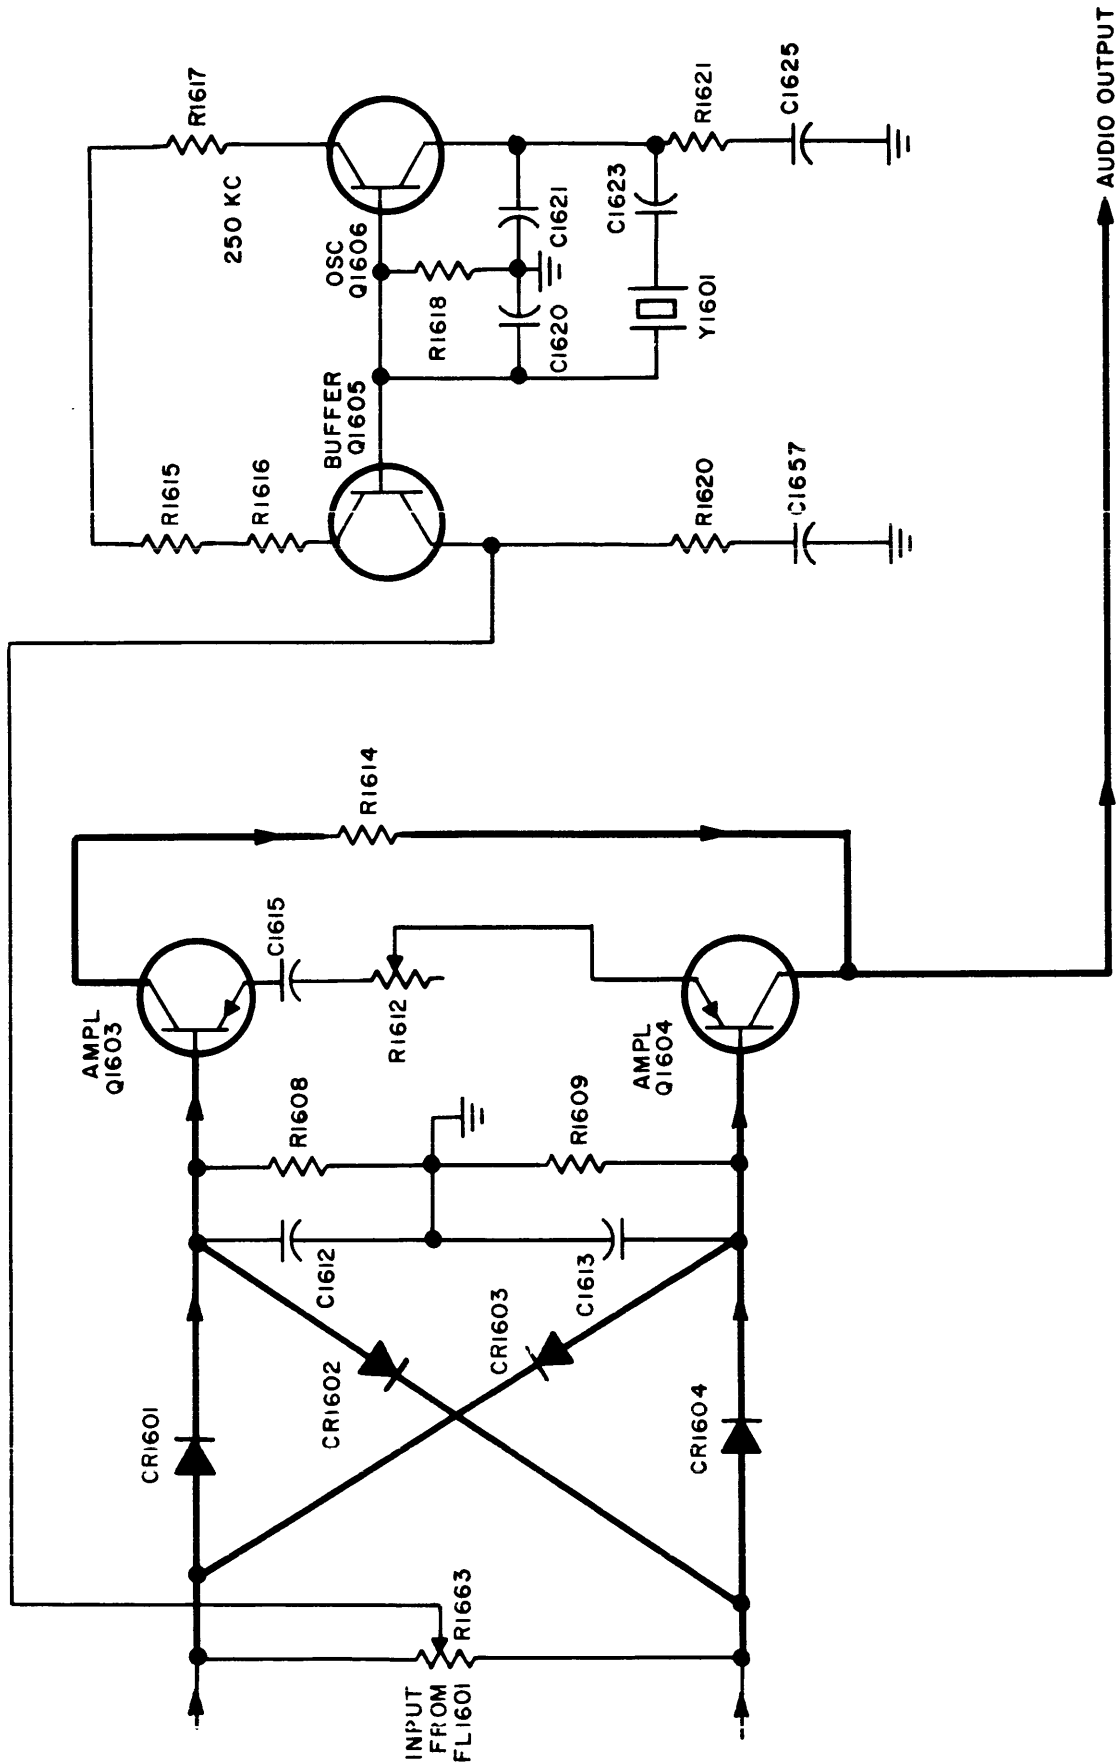 INPUT
FROM
FL1601
R1663
CR1601
CR1602
CR1603
CR1604
C1612
C1613
R1608
R1609
AMPL
Q1603
AMPL
Q1604
C1615
R1612
R1614
R1615
R1616
BUFFER
Q1605
R1620
C1657
R1617
250 KC
OSC
Q1606
R1618
C1620
C1621
C1623
Y1601
R1621
C1625
AUDIO OUTPUT